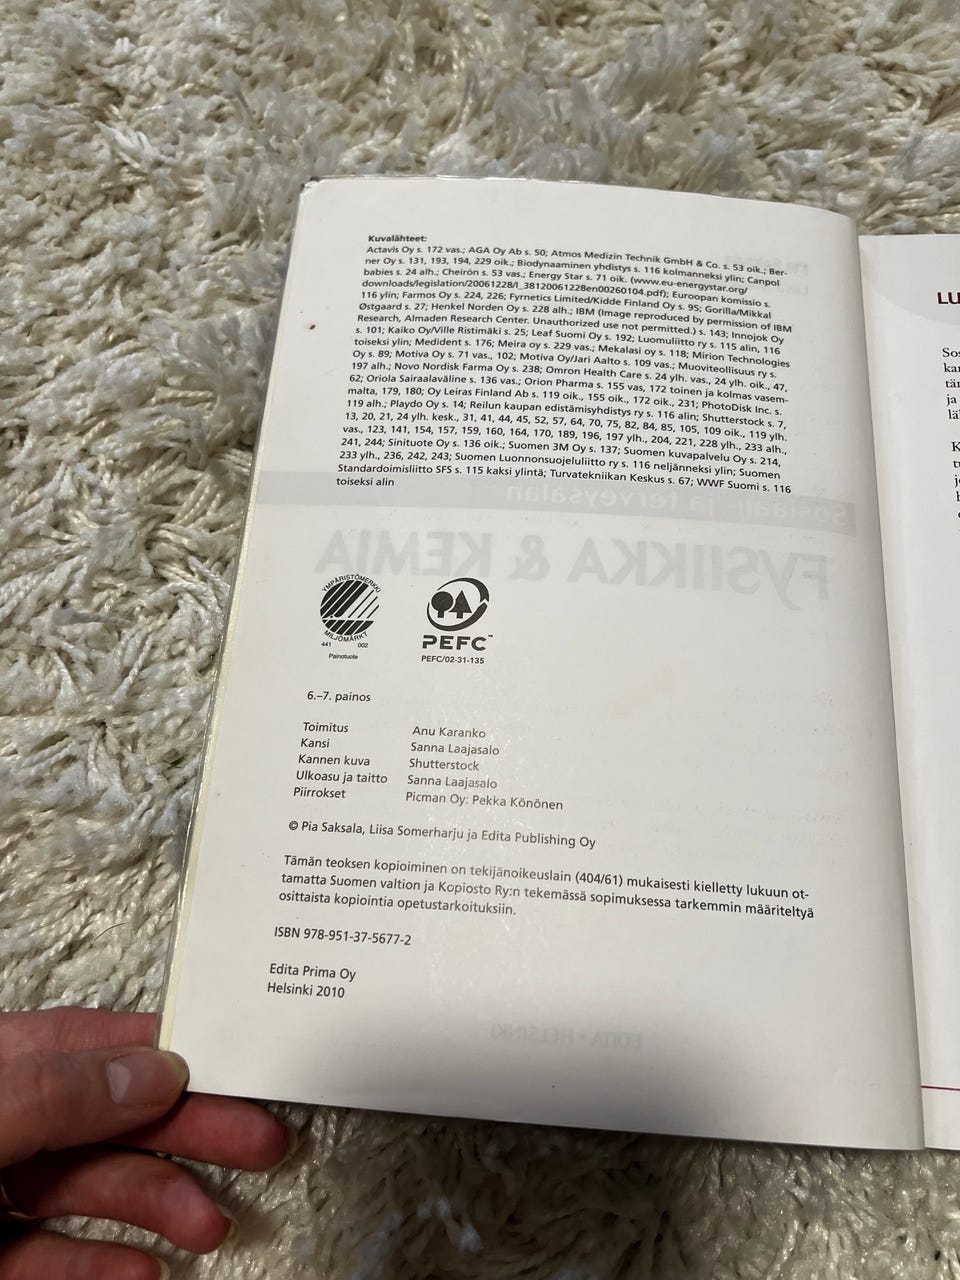 Kuvalähteet:
Actavis Oy s. 172 vas.; AGA Oy Ab s. 50; Atmos Medizin Technik GmbH & Co. s. 53 oik.; Ber-
ner Oy s. 131, 193, 194, 229 oik.; Biodynaaminen yhdistys s. 116 kolmanneksi ylin; Canpol
babies s. 24 alh.; Cheirón s. 53 vas.; Energy Star s. 71 oik. (www.eu-energystar.org/
downloads/legislation/20061228/l_38120061228en00260104.pdf); Euroopan komissio s.
116 ylin; Farmos Oy s. 224, 226; Fyrnetics Limited/Kidde Finland Oy s. 95; Gorilla/Mikkal
Østgaard s. 27; Henkel Norden Oy s. 228 alh.; IBM (Image reproduced by permission of IBM
Research, Almaden Research Center. Unauthorized use not permitted.) s. 143; Innojok Oy
s. 101; Kaiko Oy/Ville Ristimäki s. 25; Leaf Suomi Oy s. 192; Luomuliitto ry s. 115 alin, 116
toiseksi ylin; Medident s. 176; Meira oy s. 229 vas.; Mekalasi oy s. 118; Mirion Technologies
Oy s. 89; Motiva Oy s. 71 vas., 102; Motiva Oy/Jari Aalto s. 109 vas.; Muoviteollisuus ry s.
197 alh.; Novo Nordisk Farma Oy s. 238; Omron Health Care s. 24 ylh. vas., 24 ylh. oik., 47,
62; Oriola Sairaalaväline s. 136 vas.; Orion Pharma s. 155 vas, 172 toinen ja kolmas vasem-
malta, 179, 180; Oy Leiras Finland Ab s. 119 oik., 155 oik., 172 oik., 231; PhotoDisk Inc. s.
119 alh.; Playdo Oy s. 14; Reilun kaupan edistämisyhdistys ry s. 116 alin; Shutterstock s. 7,
13, 20, 21, 24 ylh. kesk., 31, 41, 44, 45, 52, 57, 64, 70, 75, 82, 84, 85, 105, 109 oik., 119 ylh.
vas., 123, 141, 154, 157, 159, 160, 164, 170, 189, 196, 197 ylh., 204, 221, 228 ylh., 233 alh.,
241, 244; Sinituote Oy s. 136 oik.; Suomen 3M Oy s. 137; Suomen kuvapalvelu Oy s. 214,
233 ylh., 236, 242, 243; Suomen Luonnonsuojeluliitto ry s. 116 neljänneksi ylin; Suomen
Standardoimisliitto SFS s. 115 kaksi ylintä; Turvatekniikan Keskus s. 67; WWF Suomi s. 116
toiseksi alin
YMPÄRISTÖMERKKI
MILJÖMÄRKT
441 002
Painotuote
PEFC™
PEFC/02-31-135
6.–7. painos
Toimitus Anu Karanko
Kansi Sanna Laajasalo
Kannen kuva Shutterstock
Ulkoasu ja taitto Sanna Laajasalo
Piirrokset Picman Oy: Pekka Könönen
© Pia Saksala, Liisa Somerharju ja Edita Publishing Oy
Tämän teoksen kopioiminen on tekijänoikeuslain (404/61) mukaisesti kielletty lukuun ot-
tamatta Suomen valtion ja Kopiosto Ry:n tekemässä sopimuksessa tarkemmin määriteltyä
osittaista kopiointia opetustarkoituksiin.
ISBN 978-951-37-5677-2
Edita Prima Oy
Helsinki 2010